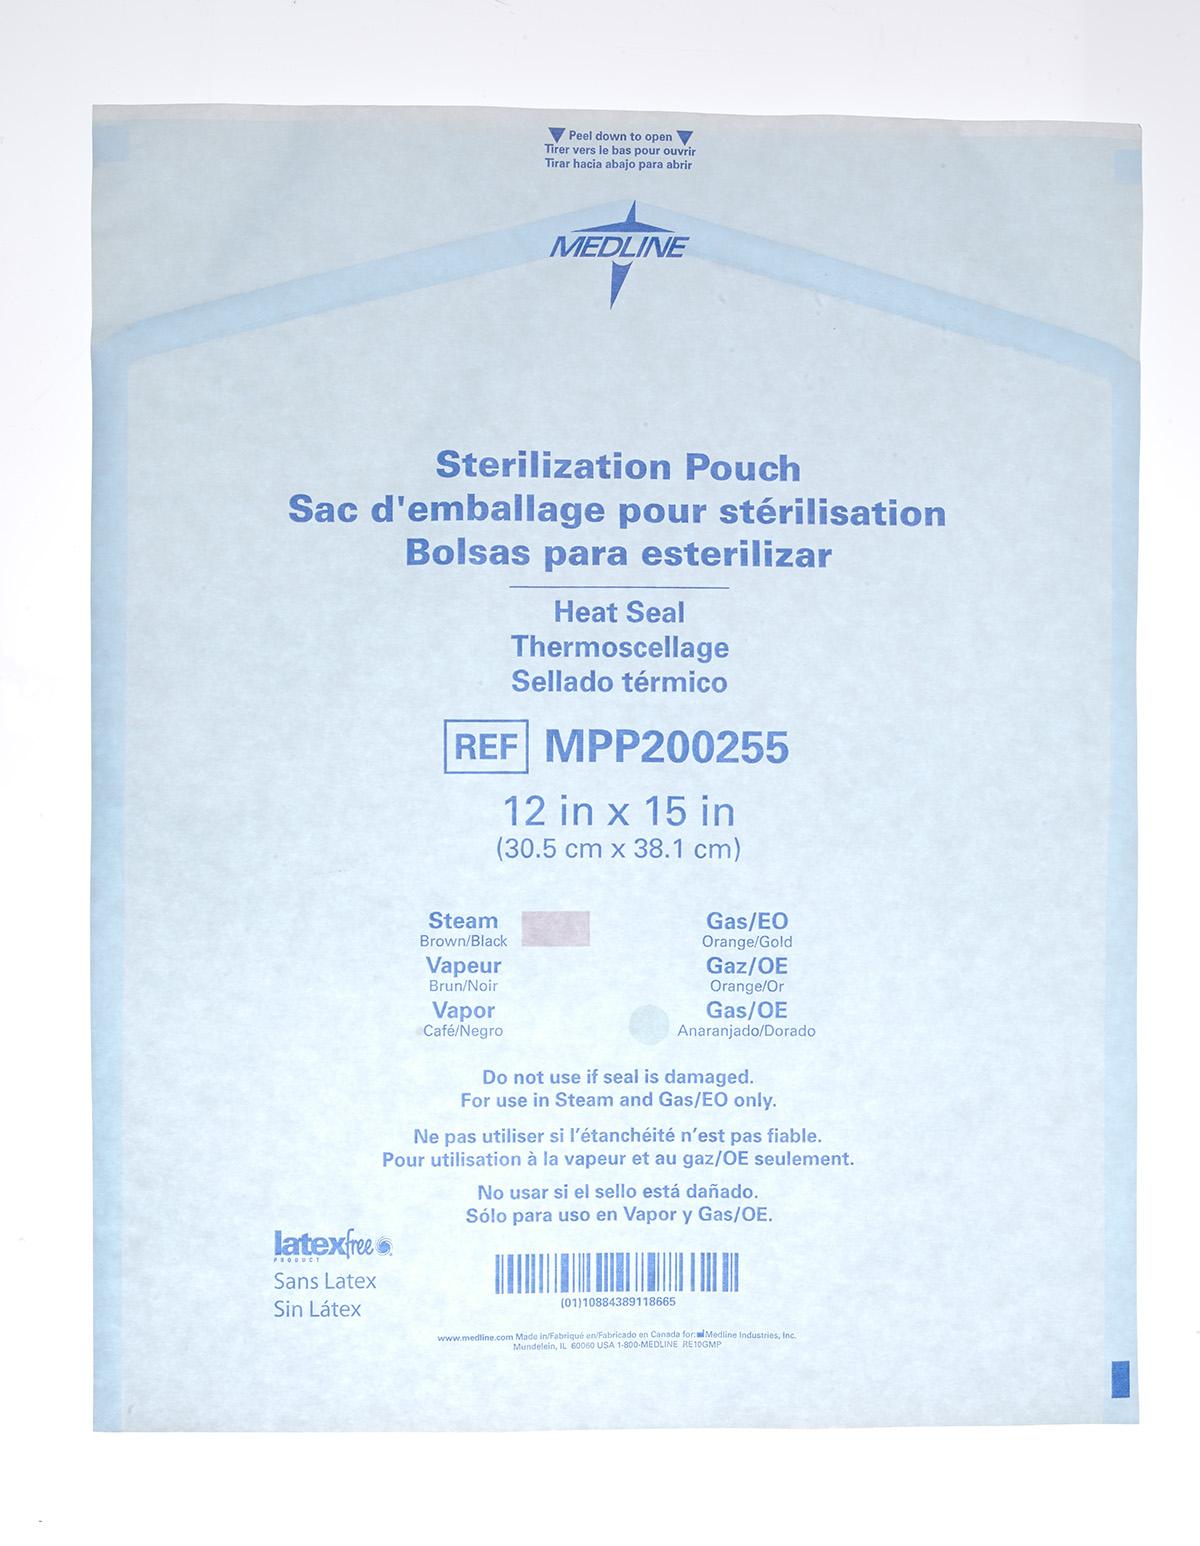 Peel down to open
Tirer vers le bas pour ouvrir
Tirar hacia abajo para abrir
MEDLINE
Sterilization Pouch
Sac d'emballage pour stérilisation
Bolsas para esterilizar
Heat Seal
Thermoscellage
Sellado térmico
REF MPP200255
12 in x 15 in
(30.5 cm x 38.1 cm)
Steam Gas/EO
Brown/Black Orange/Gold
Vapeur Gaz/OE
Brun/Noir Orange/Or
Vapor Gas/OE
Café/Negro Anaranjado/Dorado
Do not use if seal is damaged.
For use in Steam and Gas/EO only.
Ne pas utiliser si l'étanchéité n'est pas fiable.
Pour utilisation à la vapeur et au gaz/OE seulement.
No usar si el sello está dañado.
Sólo para uso en Vapor y Gas/OE.
latexfree
PRODUCT
Sans Latex
Sin Látex
(01)10884389118665
www.medline.com Made in/Fabriqué en/Fabricado en Canada for: Medline Industries, Inc.
Mundelein, IL 60060 USA 1-800-MEDLINE RE10GMP